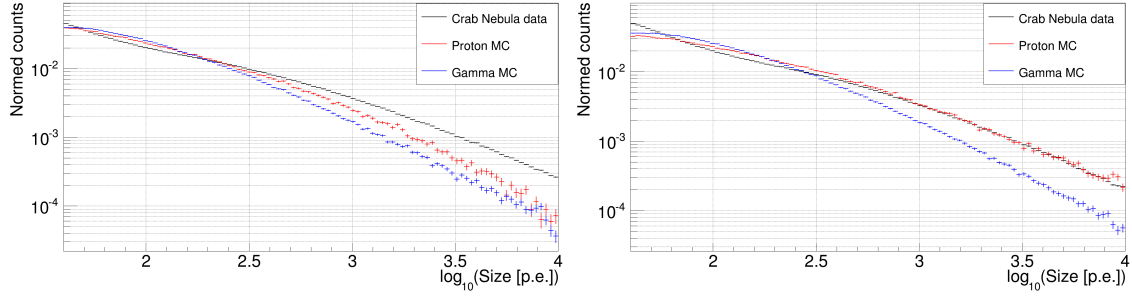 Normed counts
10⁻²
10⁻³
10⁻⁴
Crab Nebula data
Proton MC
Gamma MC
2 2.5 3 3.5 4
log₁₀(Size [p.e.])
Normed counts
10⁻²
10⁻³
10⁻⁴
Crab Nebula data
Proton MC
Gamma MC
2 2.5 3 3.5 4
log₁₀(Size [p.e.])